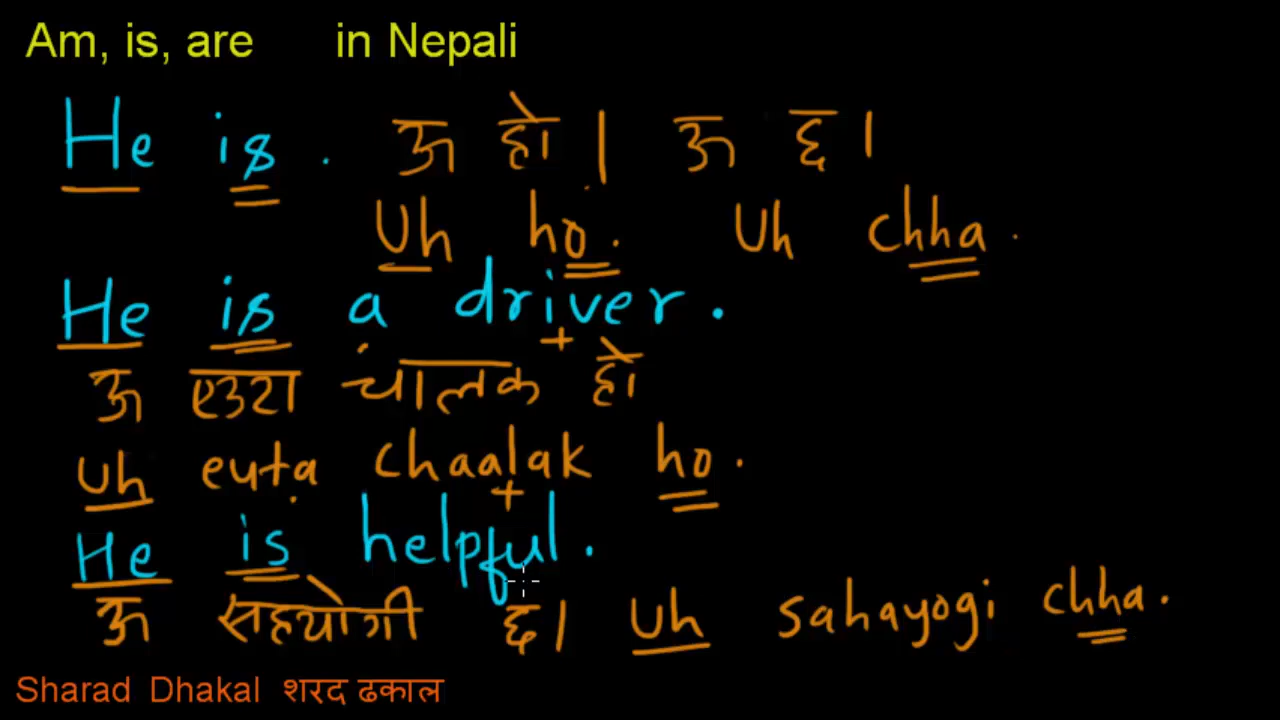 Am, is, are in Nepali
He is. ऊ हो। ऊ छ।
Uh ho. Uh chha.
He is a driver.
ऊ एउटा चालक हो
Uh euta chaalak ho.
He is helpful.
ऊ सहयोगी छ। Uh sahayogi chha.
Sharad Dhakal शरद ढकाल